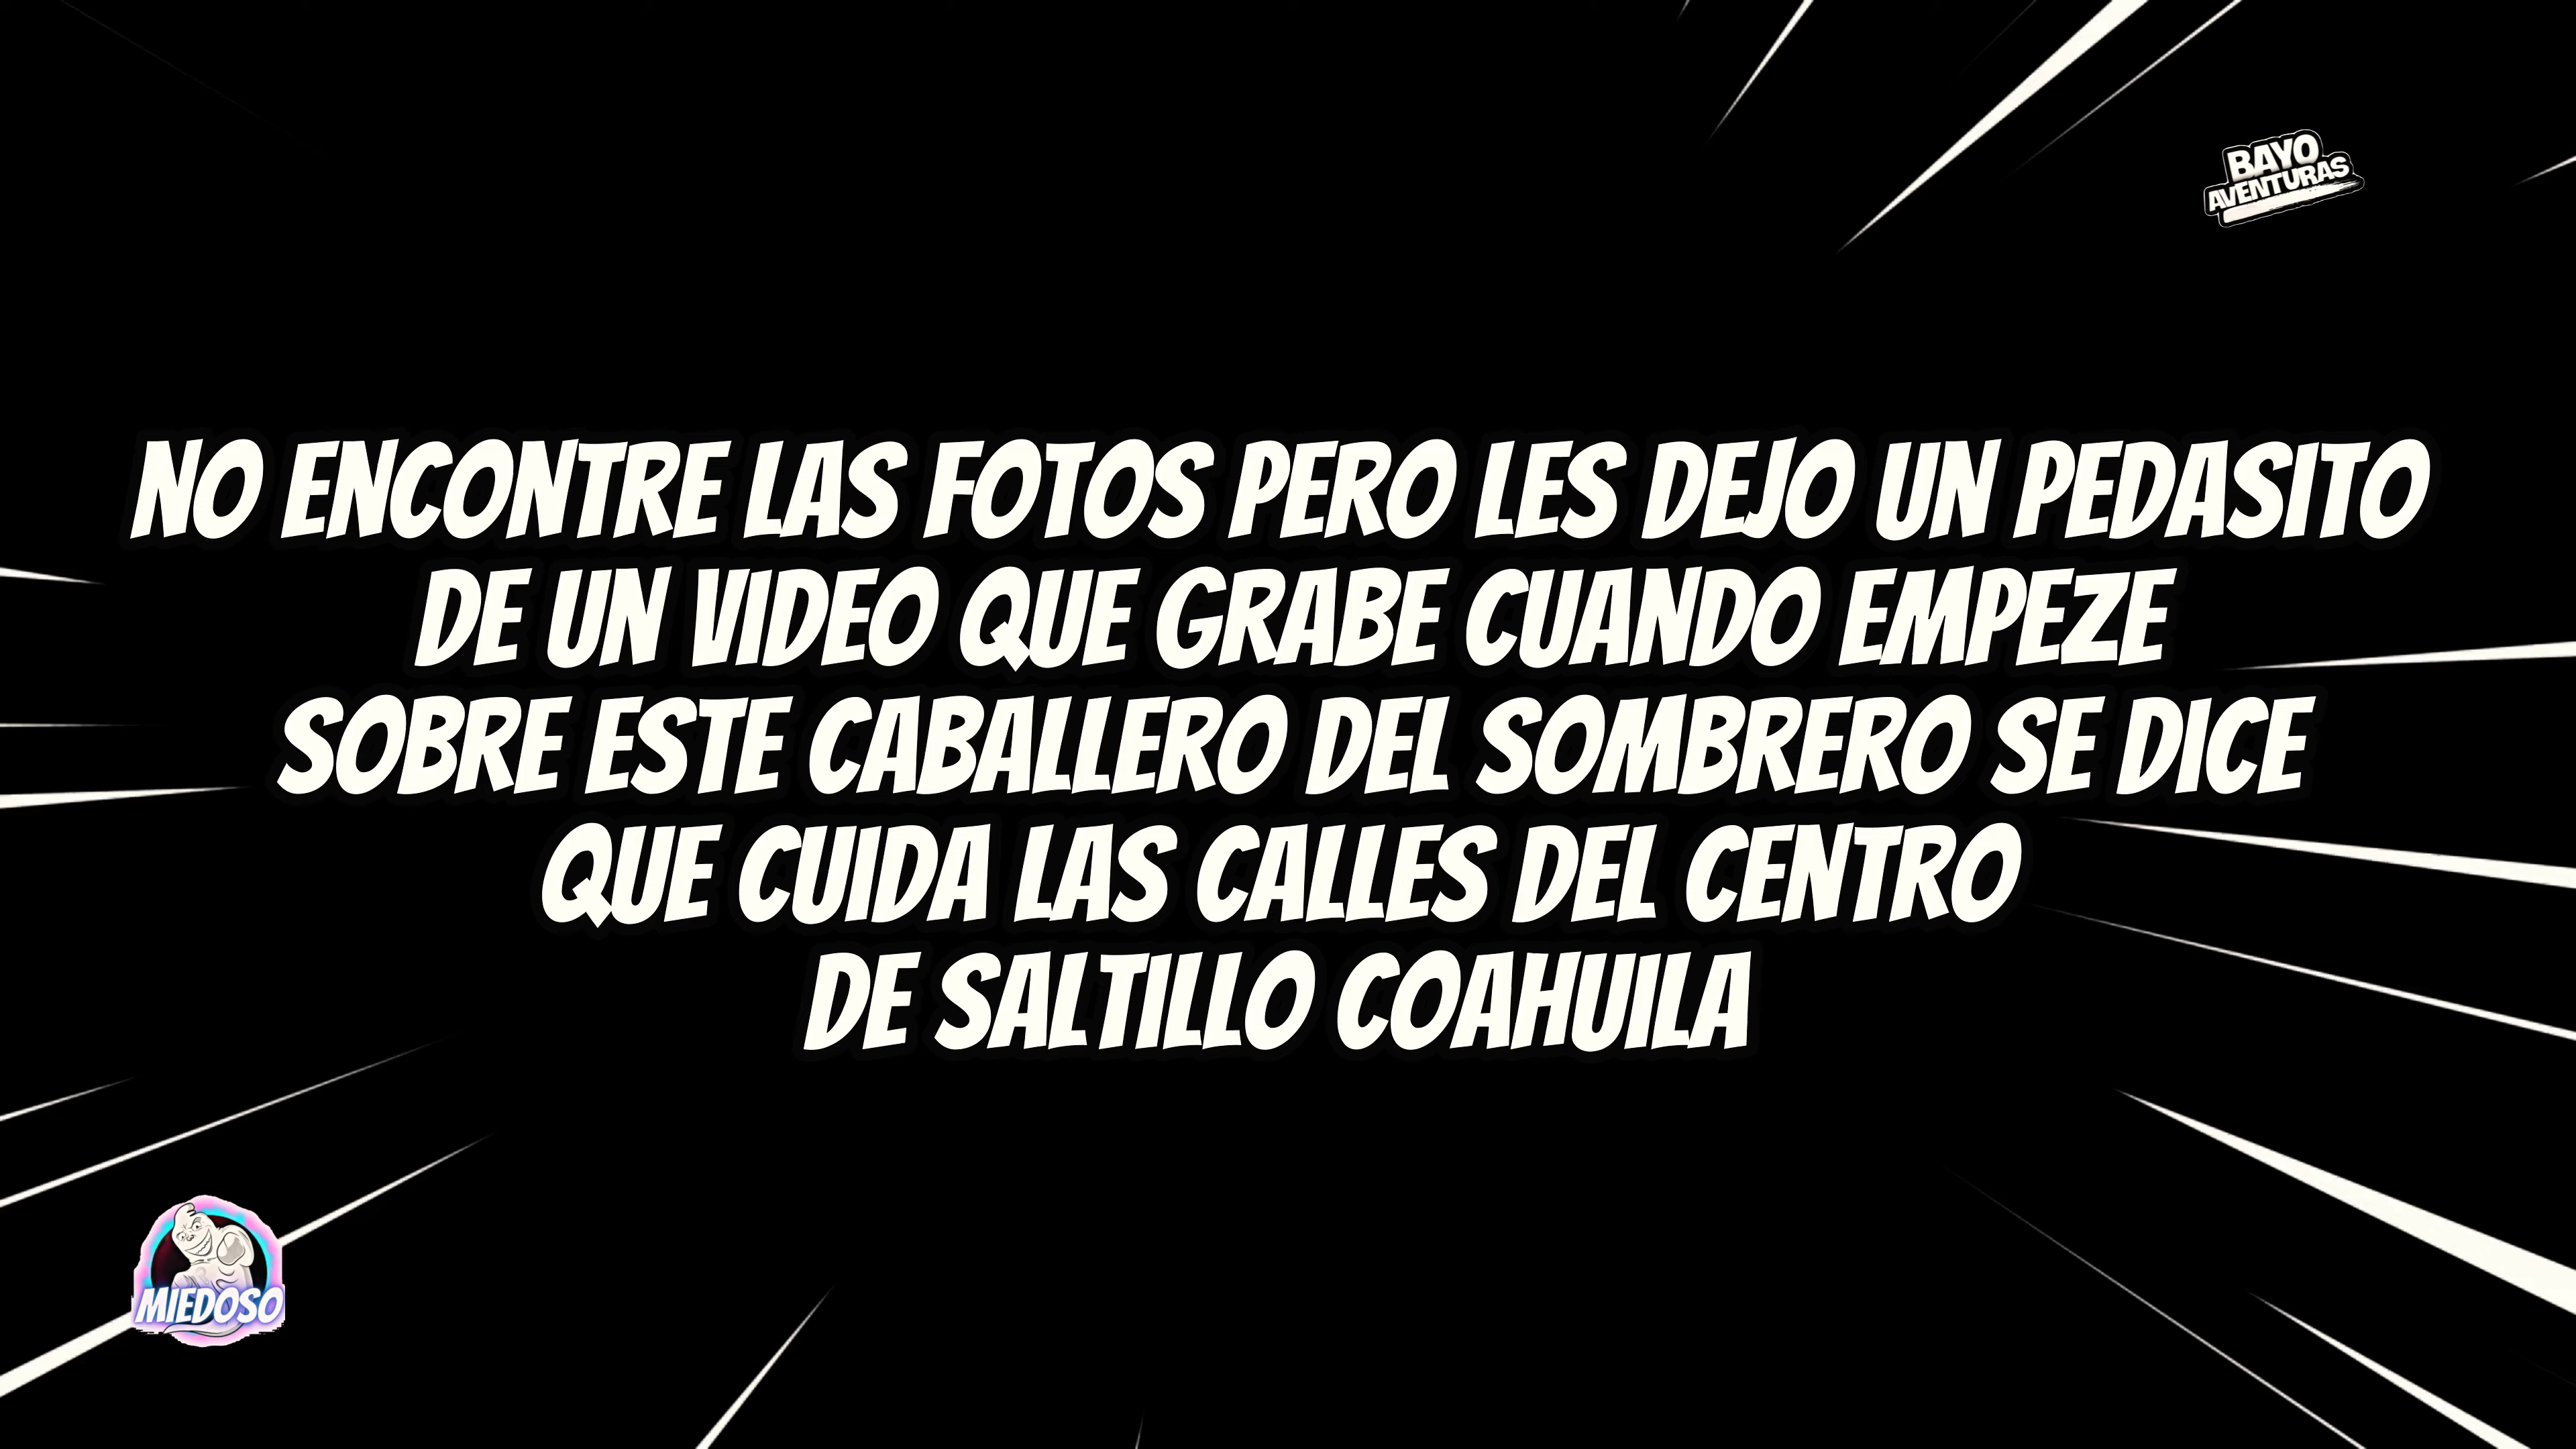 BAYO
AVENTURAS
NO ENCONTRE LAS FOTOS PERO LES DEJO UN PEDASITO
DE UN VIDEO QUE GRABE CUANDO EMPEZE
SOBRE ESTE CABALLERO DEL SOMBRERO SE DICE
QUE CUIDA LAS CALLES DEL CENTRO
DE SALTILLO COAHUILA
MIEDOSO